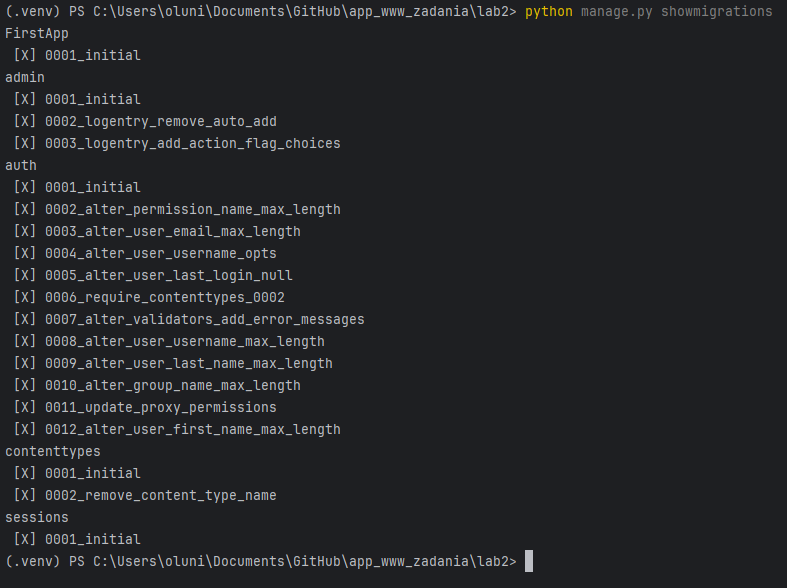 (.venv) PS C:\Users\oluni\Documents\GitHub\app_www_zadania\lab2> python manage.py showmigrations
FirstApp
 [X] 0001_initial
admin
 [X] 0001_initial
 [X] 0002_logentry_remove_auto_add
 [X] 0003_logentry_add_action_flag_choices
auth
 [X] 0001_initial
 [X] 0002_alter_permission_name_max_length
 [X] 0003_alter_user_email_max_length
 [X] 0004_alter_user_username_opts
 [X] 0005_alter_user_last_login_null
 [X] 0006_require_contenttypes_0002
 [X] 0007_alter_validators_add_error_messages
 [X] 0008_alter_user_username_max_length
 [X] 0009_alter_user_last_name_max_length
 [X] 0010_alter_group_name_max_length
 [X] 0011_update_proxy_permissions
 [X] 0012_alter_user_first_name_max_length
contenttypes
 [X] 0001_initial
 [X] 0002_remove_content_type_name
sessions
 [X] 0001_initial
(.venv) PS C:\Users\oluni\Documents\GitHub\app_www_zadania\lab2>